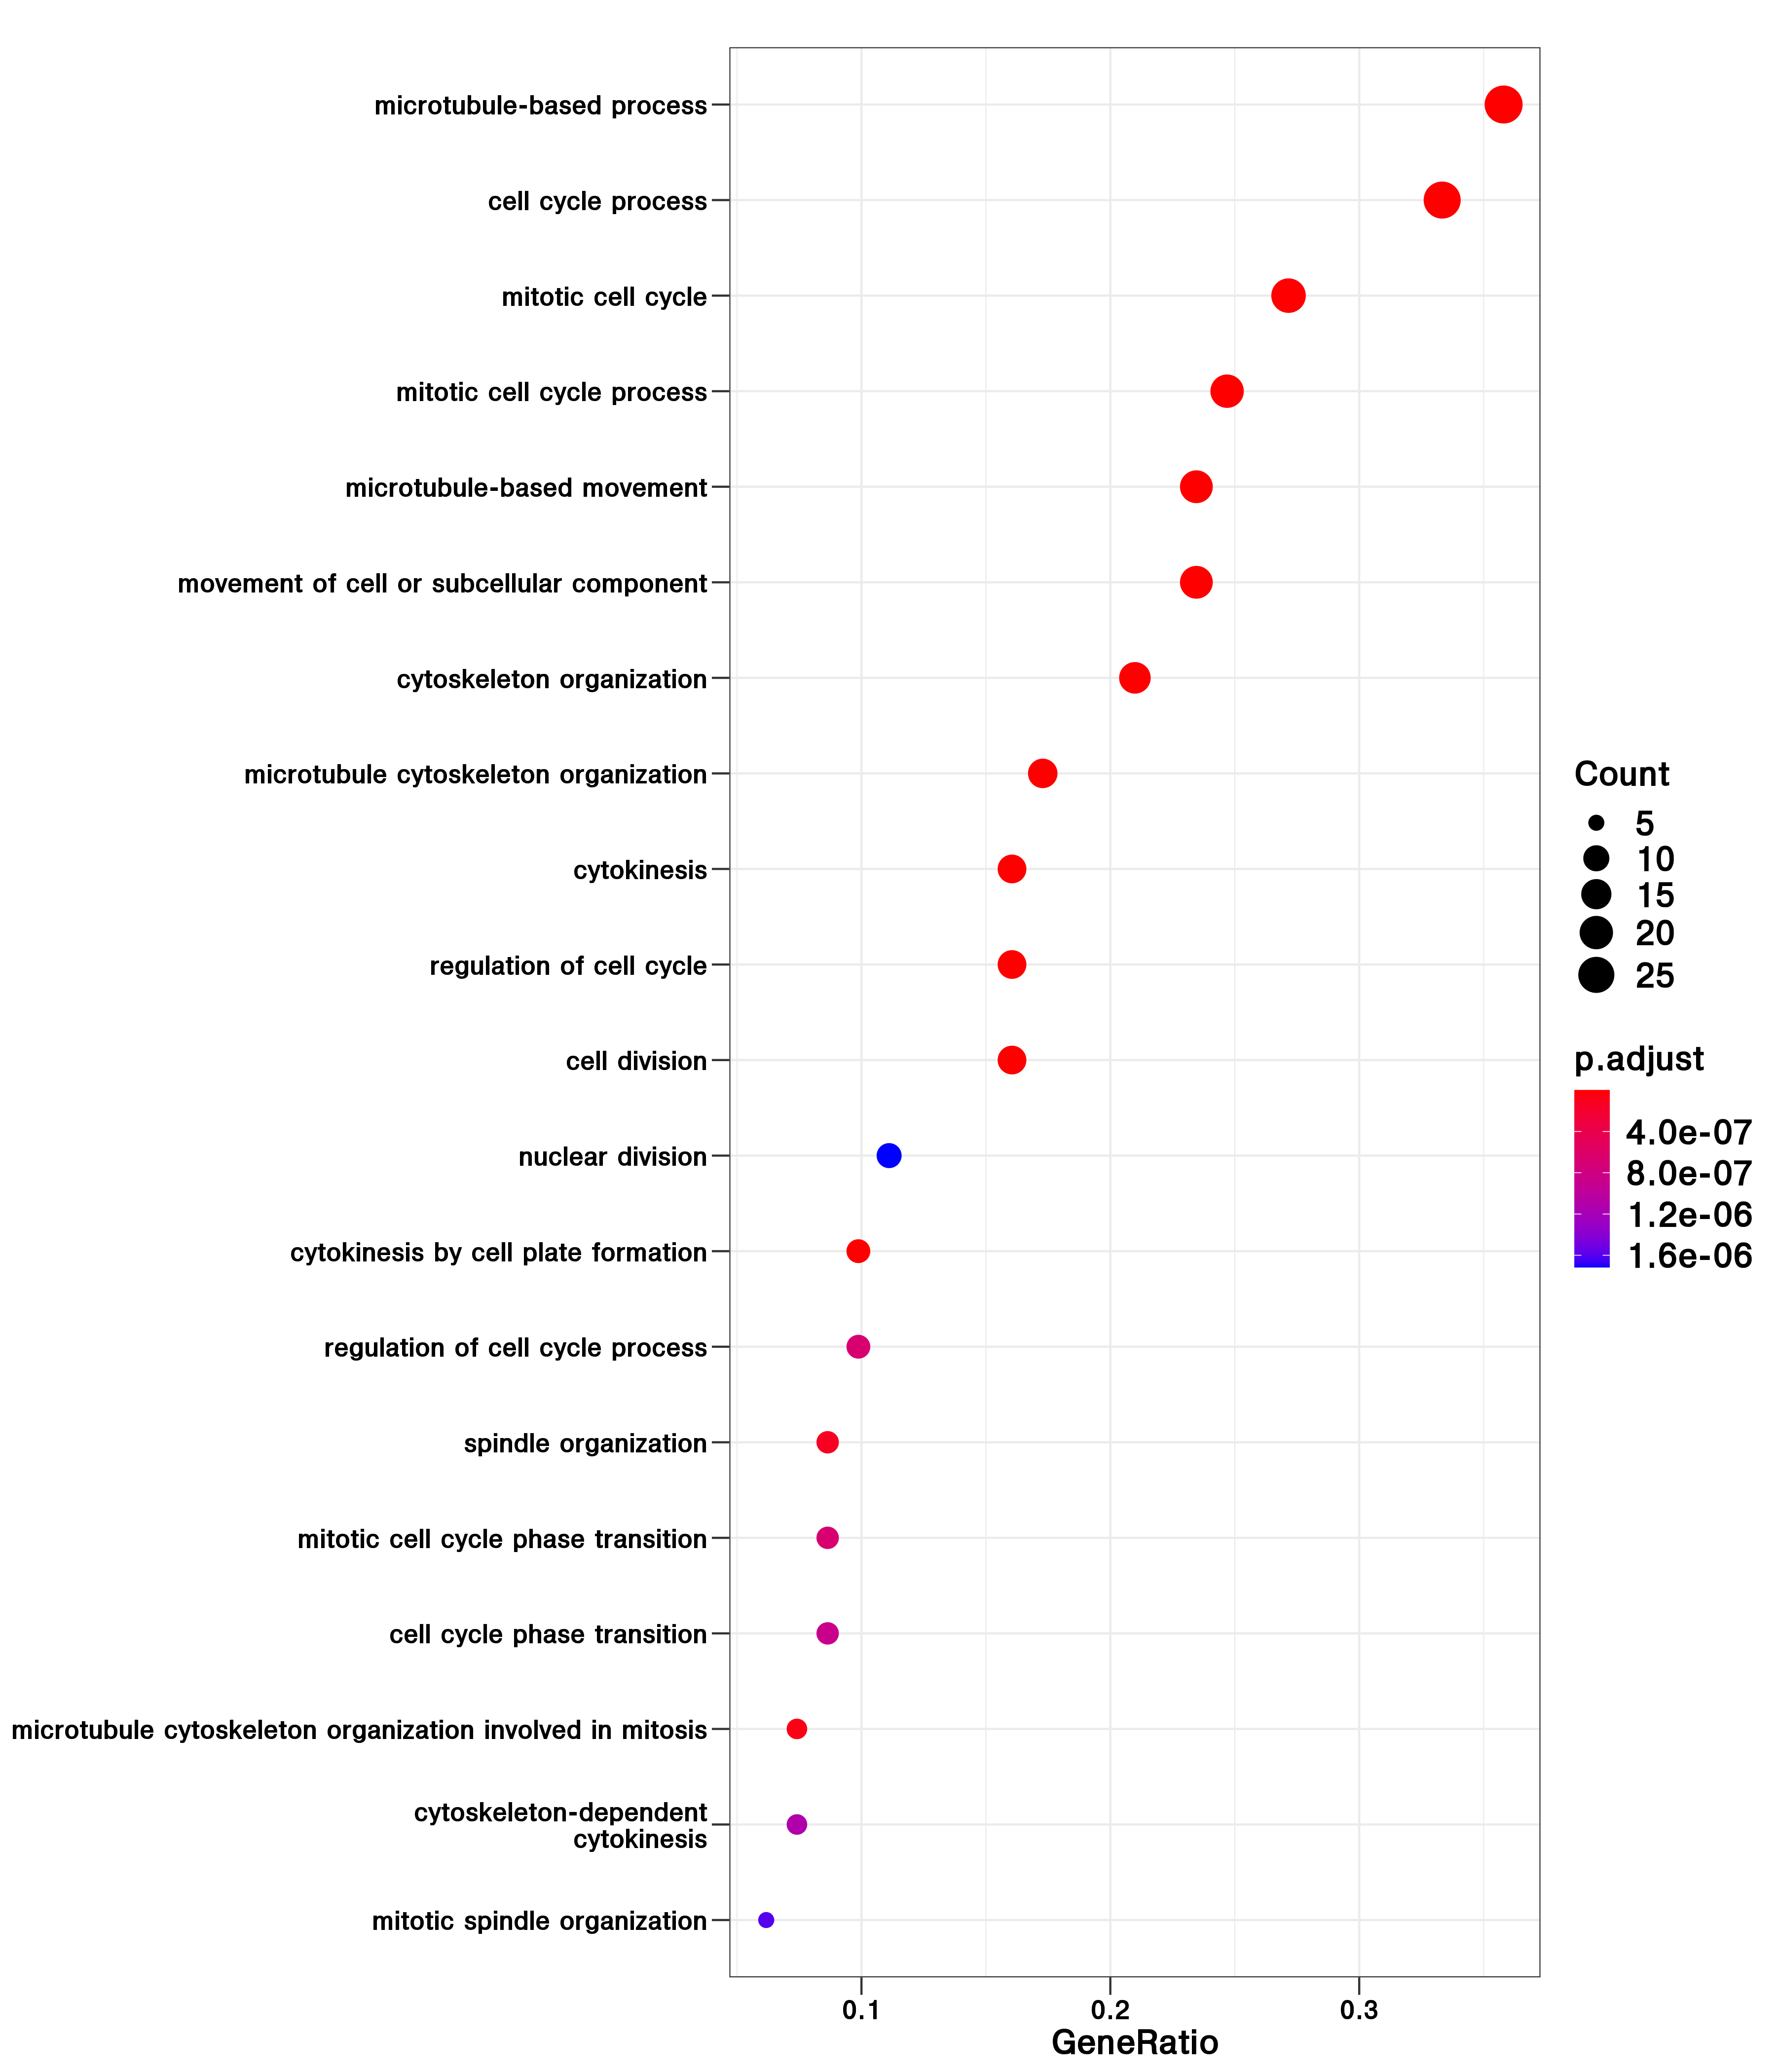 microtubule-based process
cell cycle process
mitotic cell cycle
mitotic cell cycle process
microtubule-based movement
movement of cell or subcellular component
cytoskeleton organization
microtubule cytoskeleton organization
cytokinesis
regulation of cell cycle
cell division
nuclear division
cytokinesis by cell plate formation
regulation of cell cycle process
spindle organization
mitotic cell cycle phase transition
cell cycle phase transition
microtubule cytoskeleton organization involved in mitosis
cytoskeleton-dependent
cytokinesis
mitotic spindle organization
0.1 0.2 0.3
GeneRatio
Count
5
10
15
20
25
p.adjust
4.0e-07
8.0e-07
1.2e-06
1.6e-06